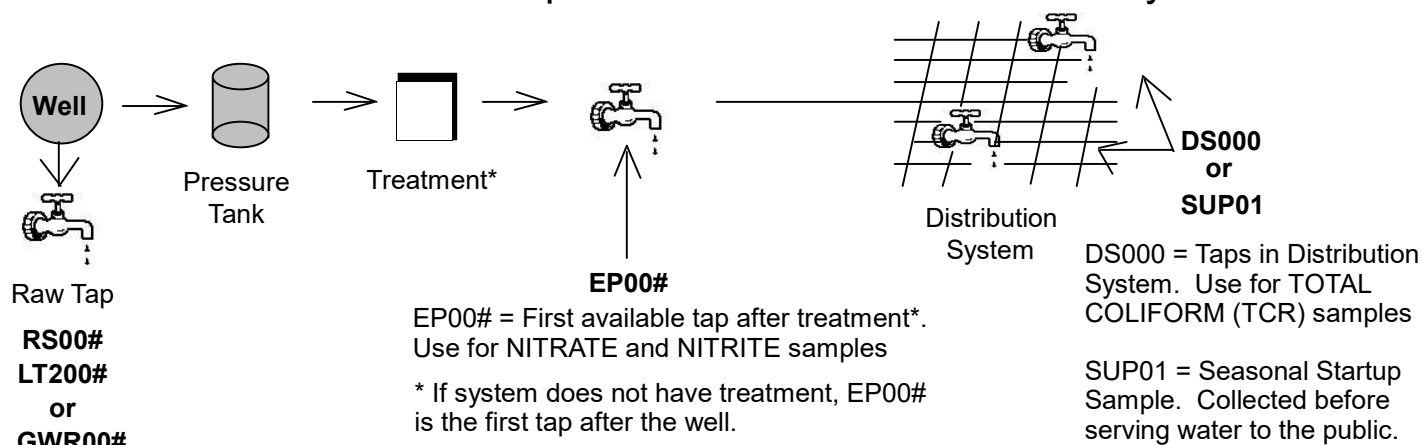 Well
Pressure
Tank
Treatment*
Distribution
System
DS000
or
SUP01
Raw Tap
RS00#
LT200#
or
GWR00#
EP00#
EP00# = First available tap after treatment*.
Use for NITRATE and NITRITE samples
* If system does not have treatment, EP00#
is the first tap after the well.
DS000 = Taps in Distribution
System. Use for TOTAL
COLIFORM (TCR) samples
SUP01 = Seasonal Startup
Sample. Collected before
serving water to the public.